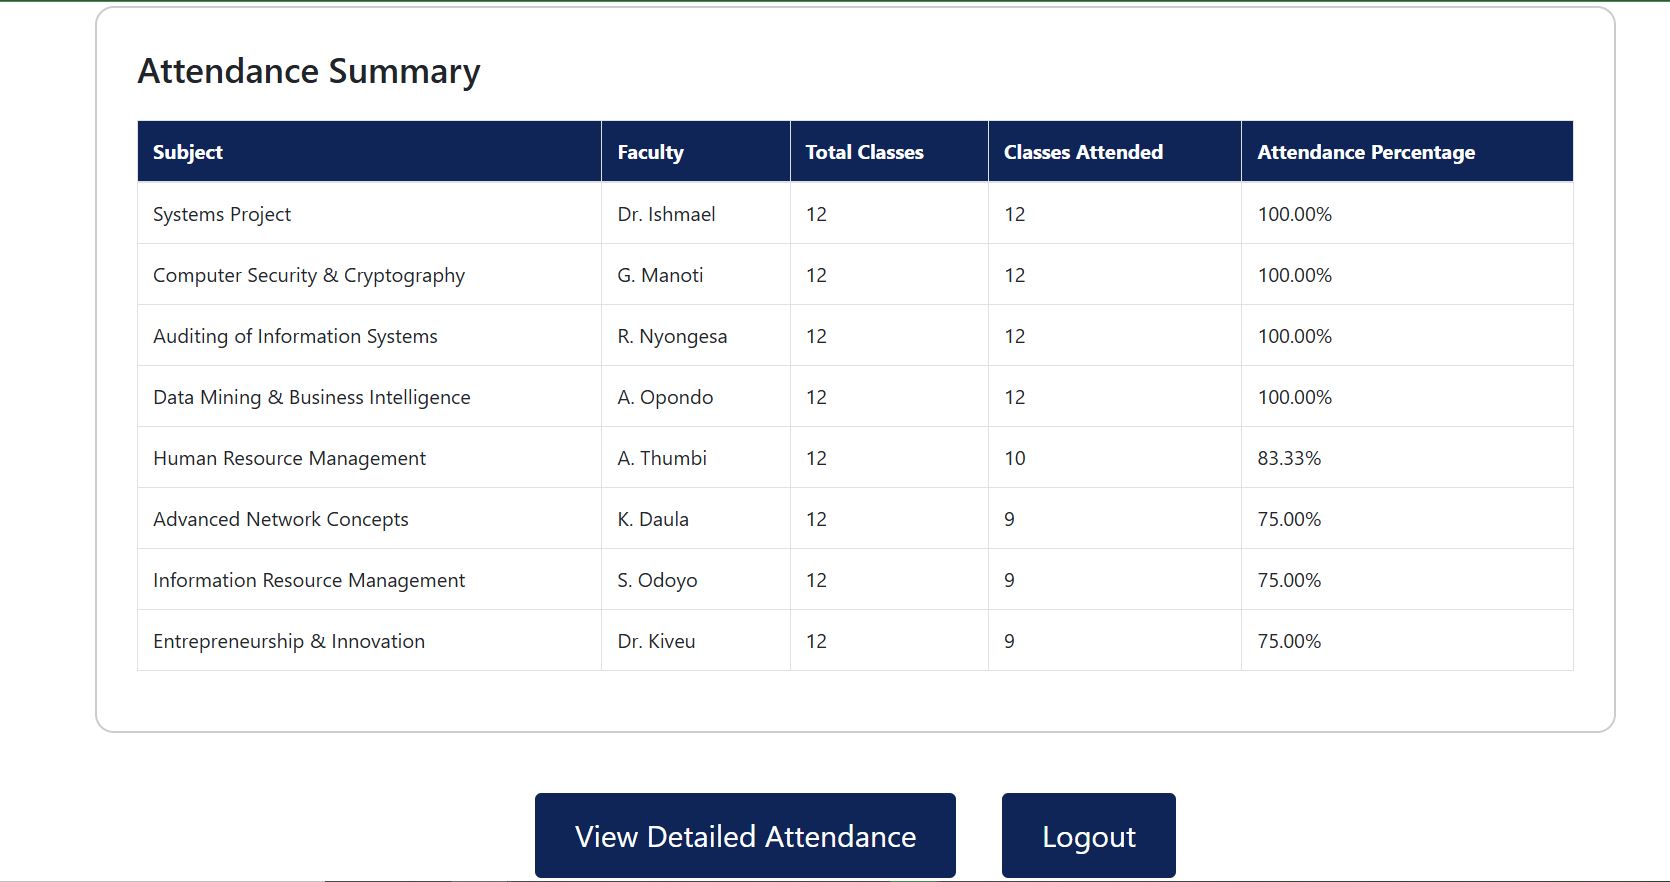 Attendance Summary
Subject Faculty Total Classes Classes Attended Attendance Percentage
Systems Project Dr. Ishmael 12 12 100.00%
Computer Security & Cryptography G. Manoti 12 12 100.00%
Auditing of Information Systems R. Nyongesa 12 12 100.00%
Data Mining & Business Intelligence A. Opondo 12 12 100.00%
Human Resource Management A. Thumbi 12 10 83.33%
Advanced Network Concepts K. Daula 12 9 75.00%
Information Resource Management S. Odoyo 12 9 75.00%
Entrepreneurship & Innovation Dr. Kiveu 12 9 75.00%
View Detailed Attendance Logout